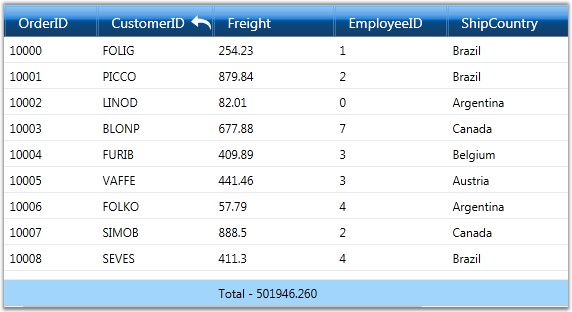 OrderID CustomerID Freight EmployeeID ShipCountry
10000 FOLIG 254.23 1 Brazil
10001 PICCO 879.84 2 Brazil
10002 LINOD 82.01 0 Argentina
10003 BLONP 677.88 7 Canada
10004 FURIB 409.89 3 Belgium
10005 VAFFE 441.46 3 Austria
10006 FOLKO 57.79 4 Argentina
10007 SIMOB 888.5 2 Canada
10008 SEVES 411.3 4 Brazil
Total - 501946.260